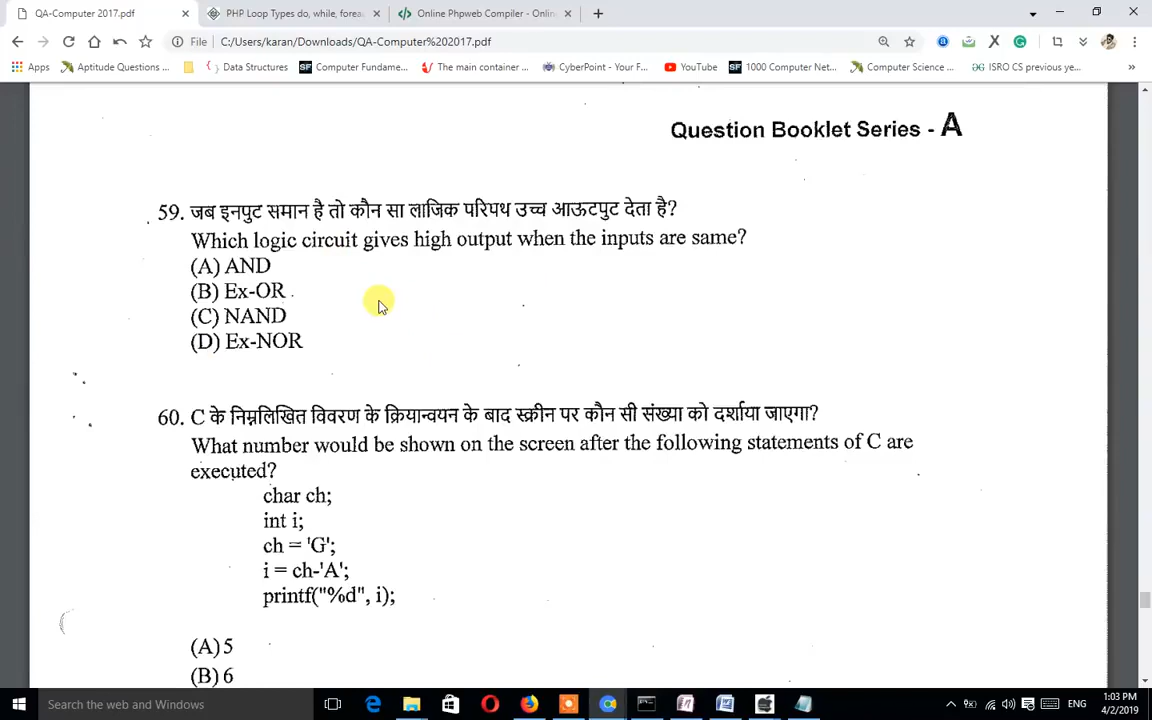 QA-Computer 2017.pdf
PHP Loop Types do, while, forea
Online Phpweb Compiler - Onlin
File
C:/Users/karan/Downloads/QA-Computer%202017.pdf
Apps
Aptitude Questions ...
Data Structures
Computer Fundame...
The main container ...
CyberPoint - Your F...
YouTube
1000 Computer Net...
Computer Science ...
ISRO CS previous ye...
Question Booklet Series - A
59. जब इनपुट समान है तो कौन सा लाजिक परिपथ उच्च आऊटपुट देता है?
Which logic circuit gives high output when the inputs are same?
(A) AND
(B) Ex-OR
(C) NAND
(D) Ex-NOR
60. C के निम्नलिखित विवरण के क्रियान्वयन के बाद स्क्रीन पर कौन सी संख्या को दर्शाया जाएगा?
What number would be shown on the screen after the following statements of C are
executed?
char ch;
int i;
ch = 'G';
i = ch-'A';
printf("%d", i);
(A) 5
(B) 6
Search the web and Windows
ENG
1:03 PM
4/2/2019